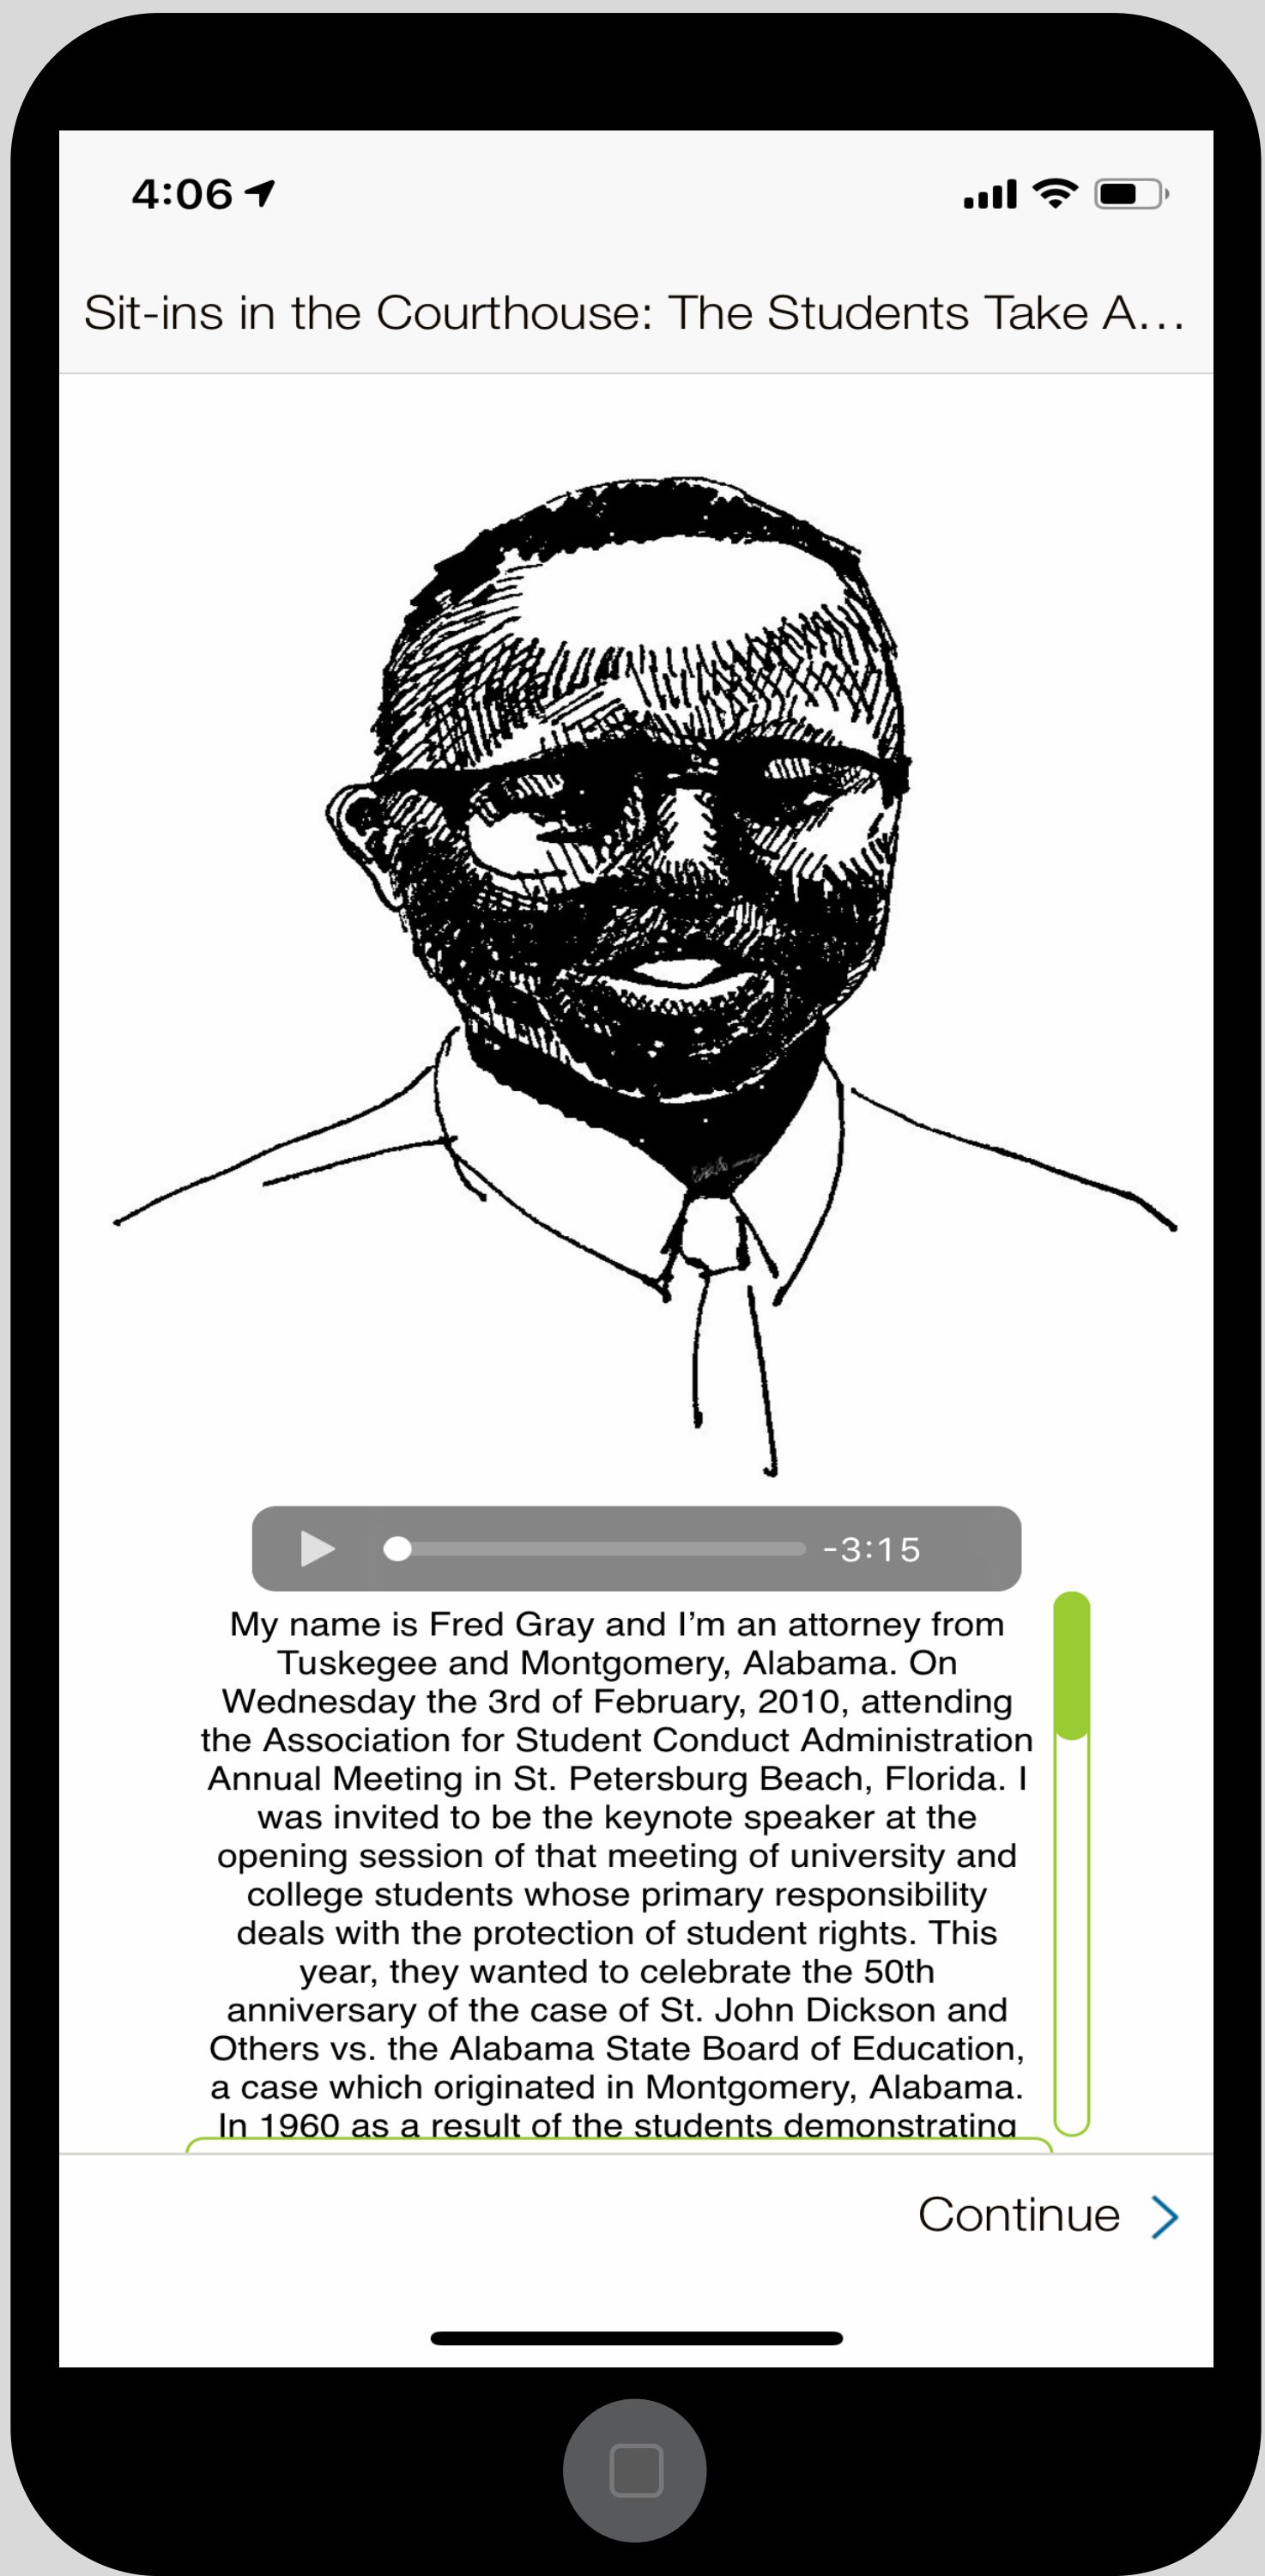 4:06
Sit-ins in the Courthouse: The Students Take A...
-3:15
My name is Fred Gray and I’m an attorney from
Tuskegee and Montgomery, Alabama. On
Wednesday the 3rd of February, 2010, attending
the Association for Student Conduct Administration
Annual Meeting in St. Petersburg Beach, Florida. I
was invited to be the keynote speaker at the
opening session of that meeting of university and
college students whose primary responsibility
deals with the protection of student rights. This
year, they wanted to celebrate the 50th
anniversary of the case of St. John Dickson and
Others vs. the Alabama State Board of Education,
a case which originated in Montgomery, Alabama.
In 1960 as a result of the students demonstrating
Continue